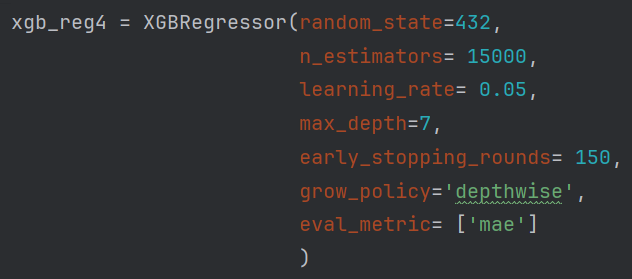 xgb_reg4 = XGBRegressor(random_state=432,
n_estimators= 15000,
learning_rate= 0.05,
max_depth=7,
early_stopping_rounds= 150,
grow_policy='depthwise',
eval_metric= ['mae']
)